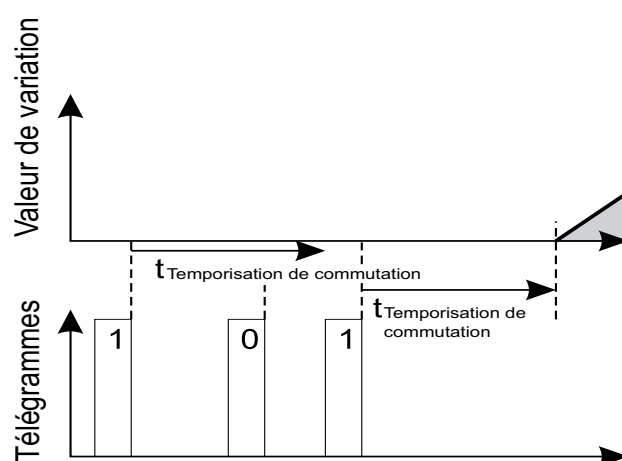 Valeur de variation
t Temporisation de commutation
t Temporisation de
commutation
Télégrammes
1
0
1